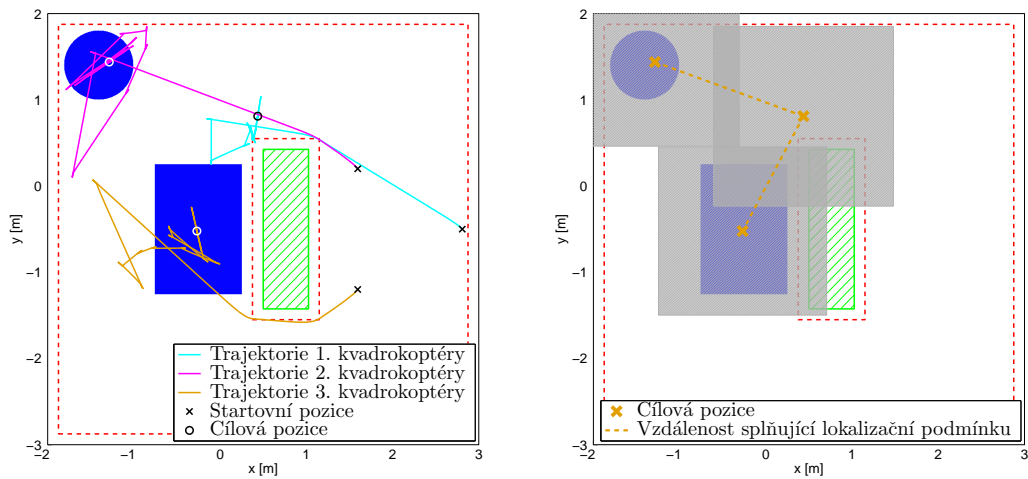 2
1
0
−1
−2
−3
y [m]
−2
−1
0
1
2
3
x [m]
Trajektorie 1. kvadrokoptéry
Trajektorie 2. kvadrokoptéry
Trajektorie 3. kvadrokoptéry
Startovní pozice
Cílová pozice
2
1
0
−1
−2
−3
y [m]
−2
−1
0
1
2
3
x [m]
Cílová pozice
Vzdálenost splňující lokalizační podmínku